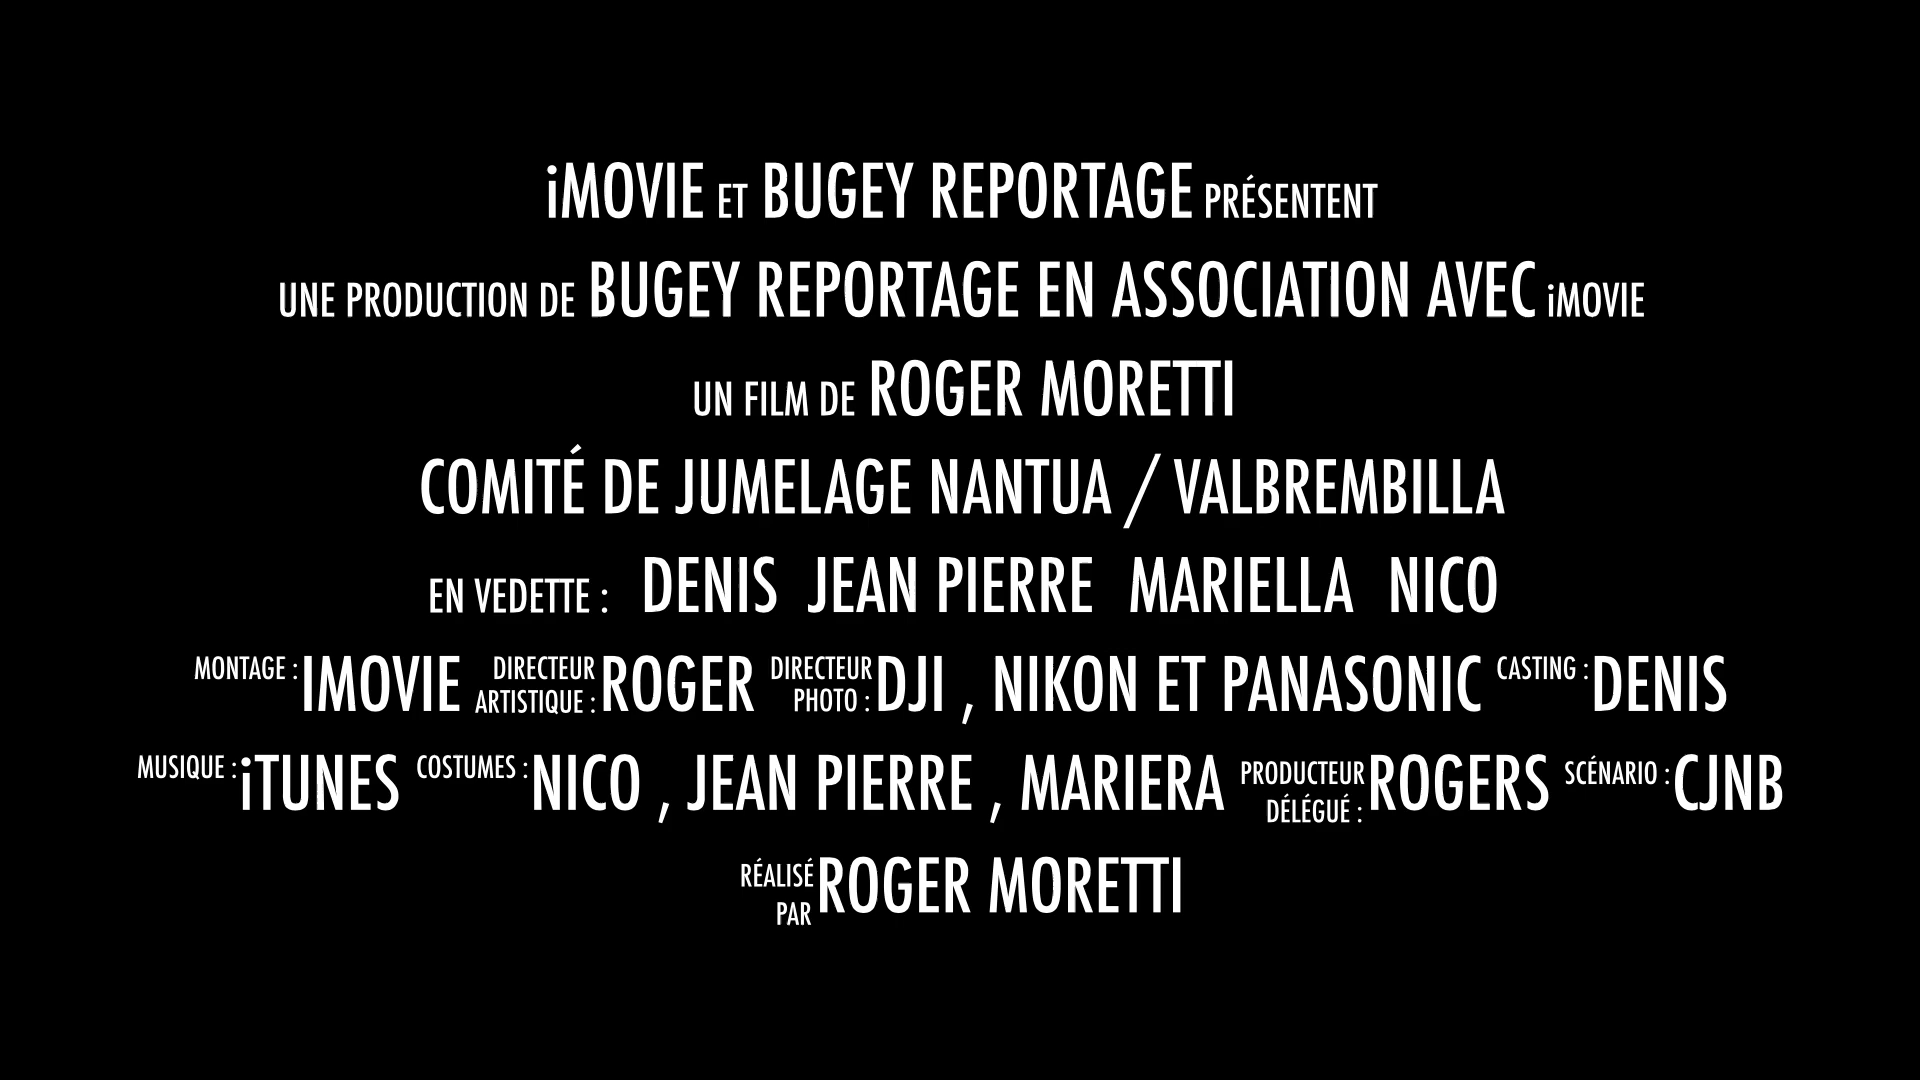 iMOVIE ET BUGEY REPORTAGE PRÉSENTENT
UNE PRODUCTION DE BUGEY REPORTAGE EN ASSOCIATION AVEC iMOVIE
UN FILM DE ROGER MORETTI
COMITÉ DE JUMELAGE NANTUA / VALBREMBILLA
EN VEDETTE : DENIS JEAN PIERRE MARIELLA NICO
MONTAGE : IMOVIE DIRECTEUR ARTISTIQUE : ROGER DIRECTEUR PHOTO : DJI , NIKON ET PANASONIC CASTING : DENIS
MUSIQUE : iTUNES COSTUMES : NICO , JEAN PIERRE , MARIERA PRODUCTEUR DÉLÉGUÉ : ROGERS SCÉNARIO : CJNB
RÉALISÉ PAR ROGER MORETTI